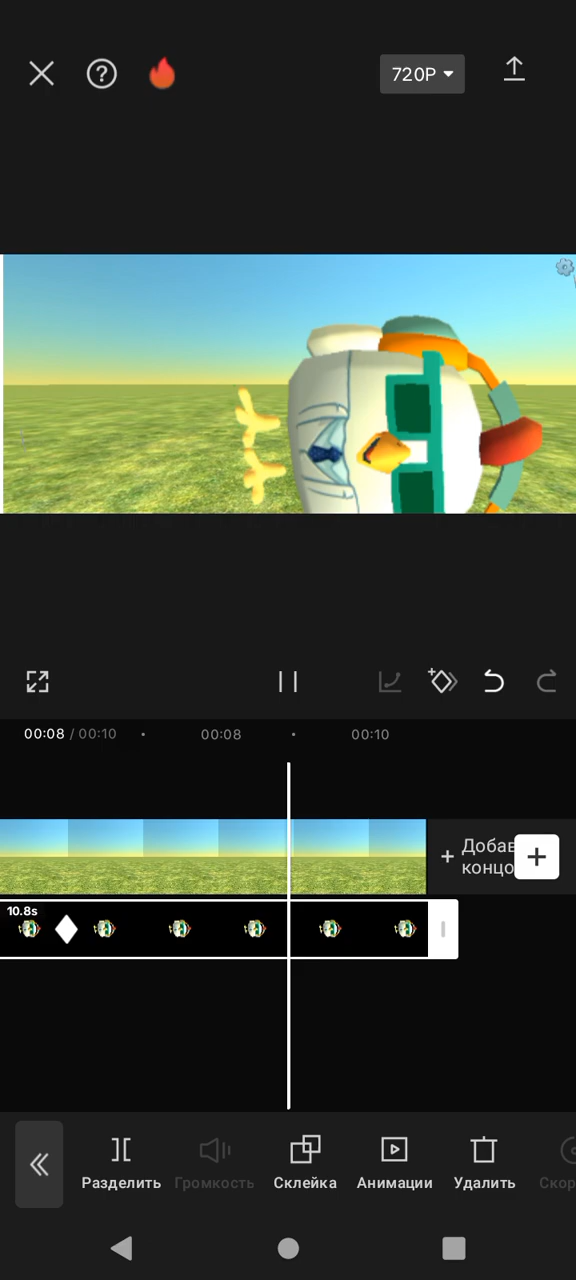 720P
00:08 / 00:10
00:08
00:10
Добав
концо
10.8s
Разделить
Громкость
Склейка
Анимации
Удалить
Скор